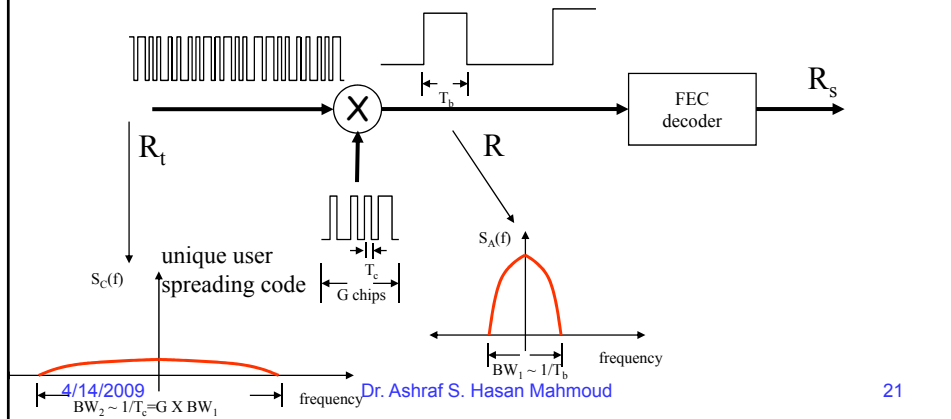 T_b
FEC
decoder
R_s
R_t
R
unique user
spreading code
S_C(f)
T_c
G chips
S_A(f)
frequency
BW_1 ~ 1/T_b
frequency
BW_2 ~ 1/T_c=G X BW_1
4/14/2009
Dr. Ashraf S. Hasan Mahmoud
21